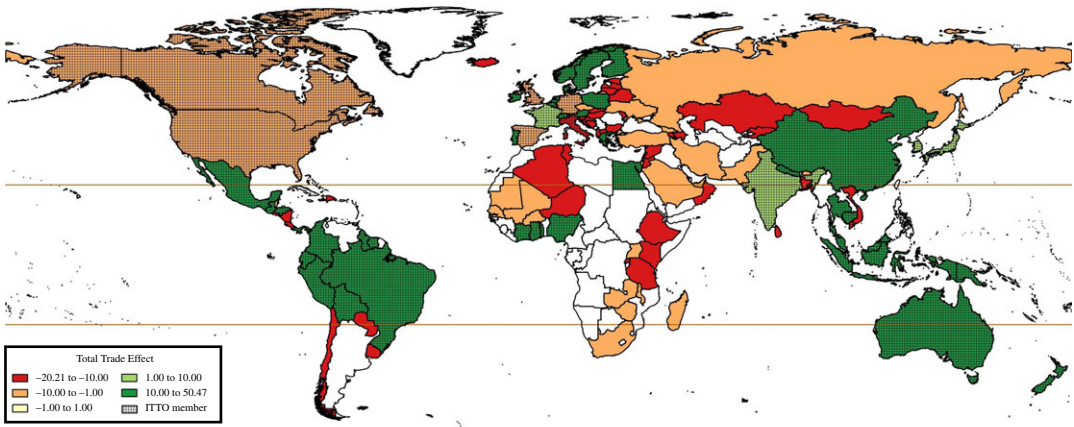 Total Trade Effect
−20.21 to −10.00
1.00 to 10.00
−10.00 to −1.00
10.00 to 50.47
−1.00 to 1.00
ITTO member